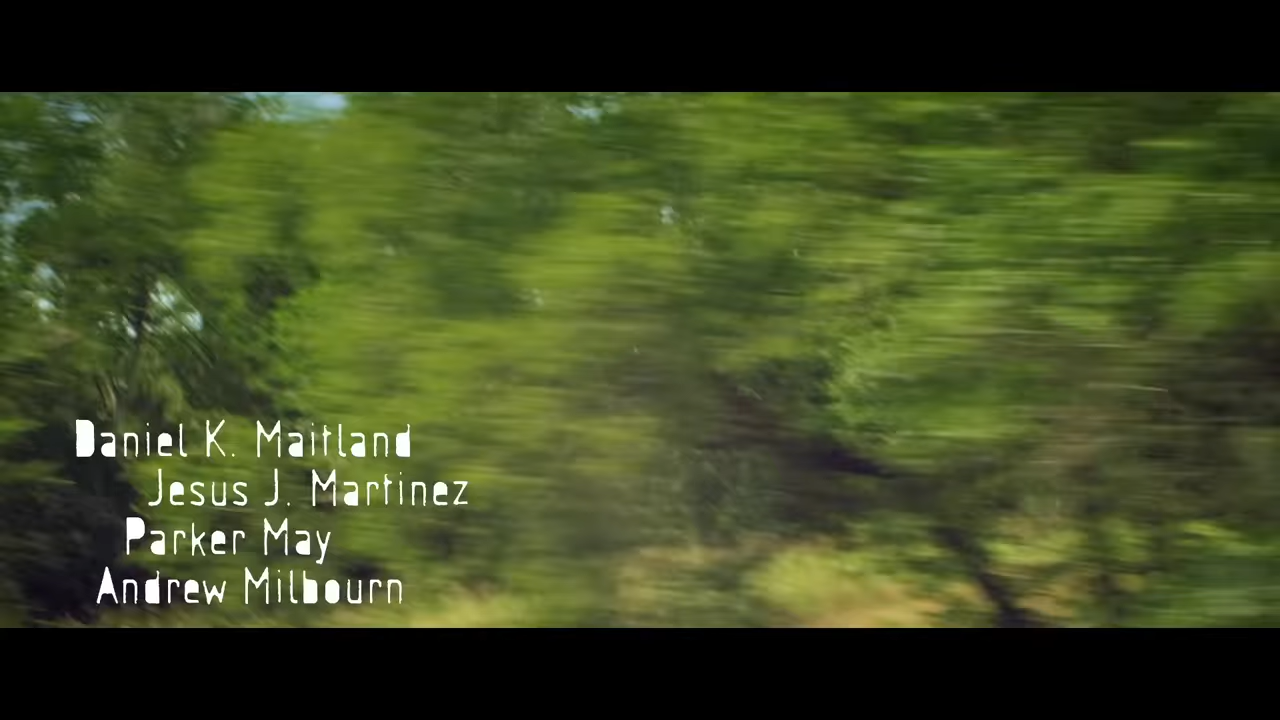 Daniel K. Maitland
Jesus J. Martinez
Parker May
Andrew Milbourn